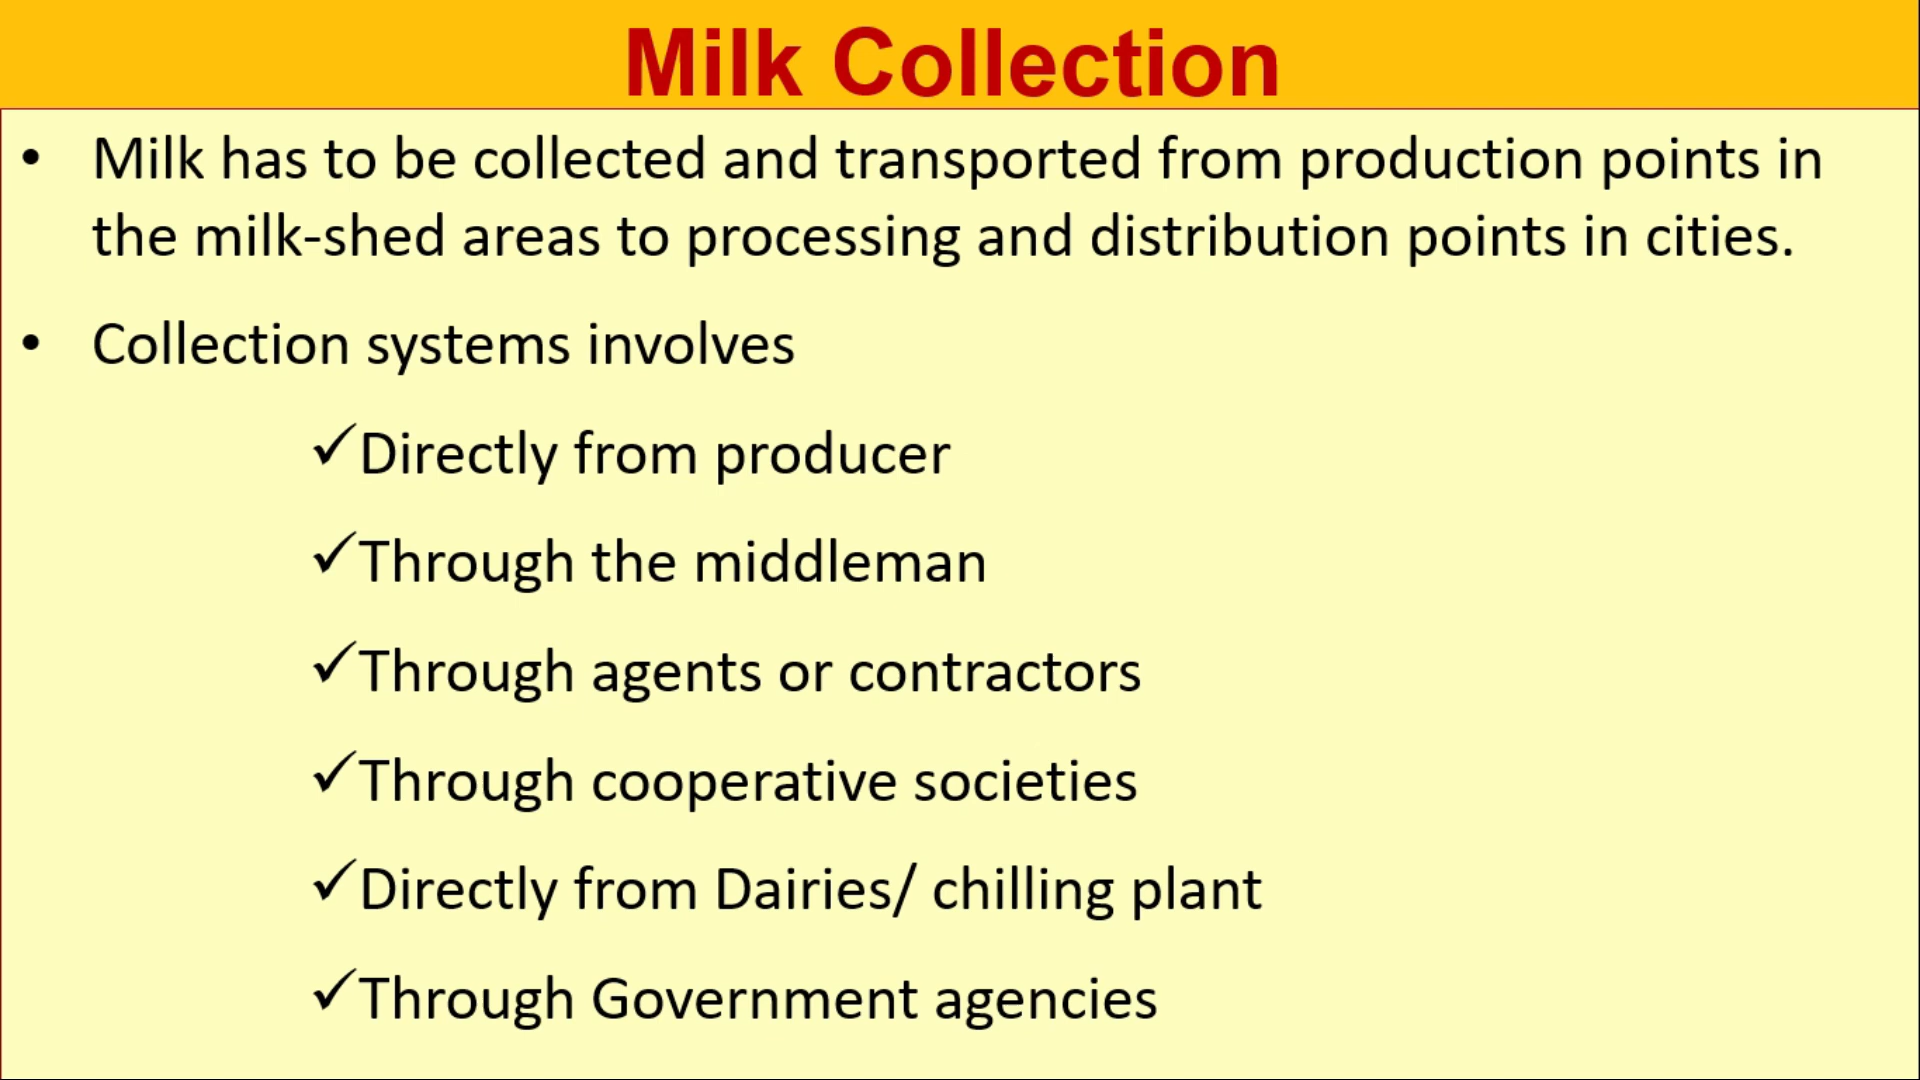 Milk Collection
• Milk has to be collected and transported from production points in
the milk-shed areas to processing and distribution points in cities.
• Collection systems involves
✓Directly from producer
✓Through the middleman
✓Through agents or contractors
✓Through cooperative societies
✓Directly from Dairies/ chilling plant
✓Through Government agencies